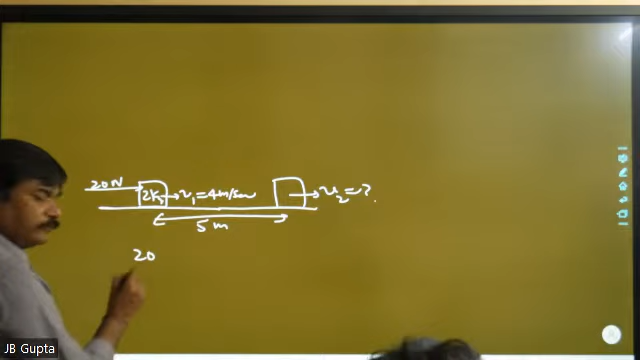 20N
2Kg → v₁ = 4m/sec
→ v₂ = ?
5 m
20
JB Gupta